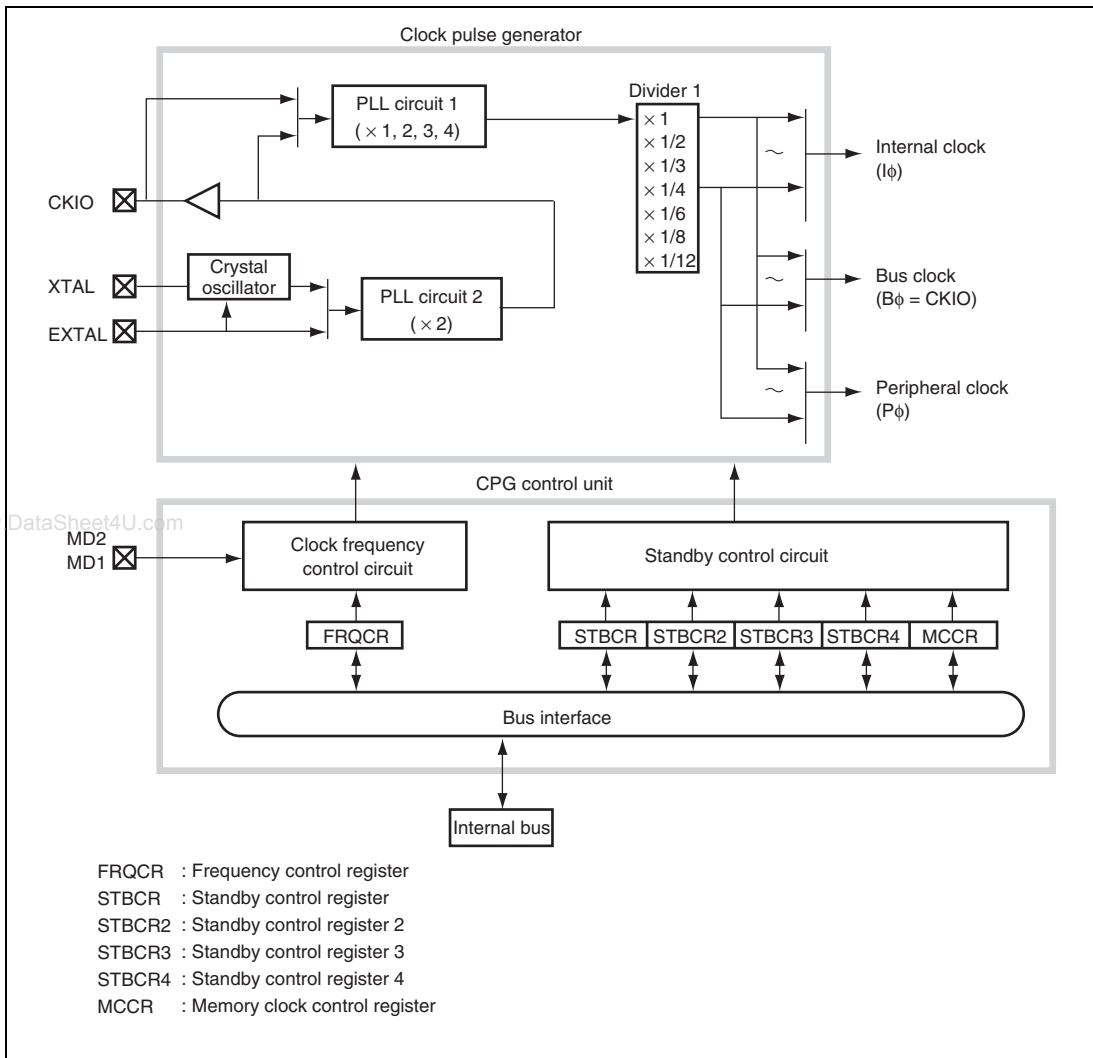 Clock pulse generator
PLL circuit 1
( × 1, 2, 3, 4)
Divider 1
× 1
× 1/2
× 1/3
× 1/4
× 1/6
× 1/8
× 1/12
Internal clock
(Iϕ)
CKIO
XTAL
Crystal
oscillator
EXTAL
PLL circuit 2
( × 2)
Bus clock
(Bϕ = CKIO)
Peripheral clock
(Pϕ)
CPG control unit
DataSheet4U.com
MD2
MD1
Clock frequency
control circuit
Standby control circuit
FRQCR
STBCR STBCR2 STBCR3 STBCR4 MCCR
Bus interface
Internal bus
FRQCR : Frequency control register
STBCR : Standby control register
STBCR2 : Standby control register 2
STBCR3 : Standby control register 3
STBCR4 : Standby control register 4
MCCR : Memory clock control register